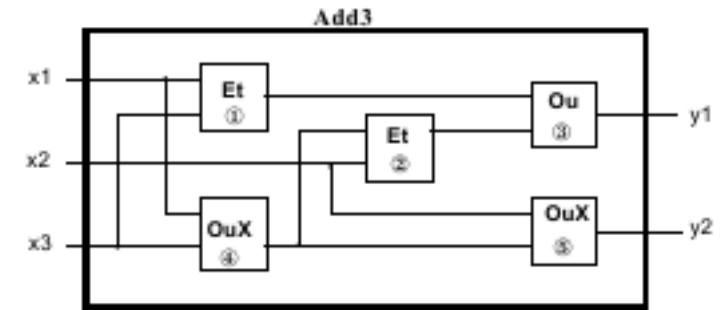 Add3
x1
Et
①
Ou
③
y1
Et
②
x2
OuX
④
OuX
⑤
y2
x3